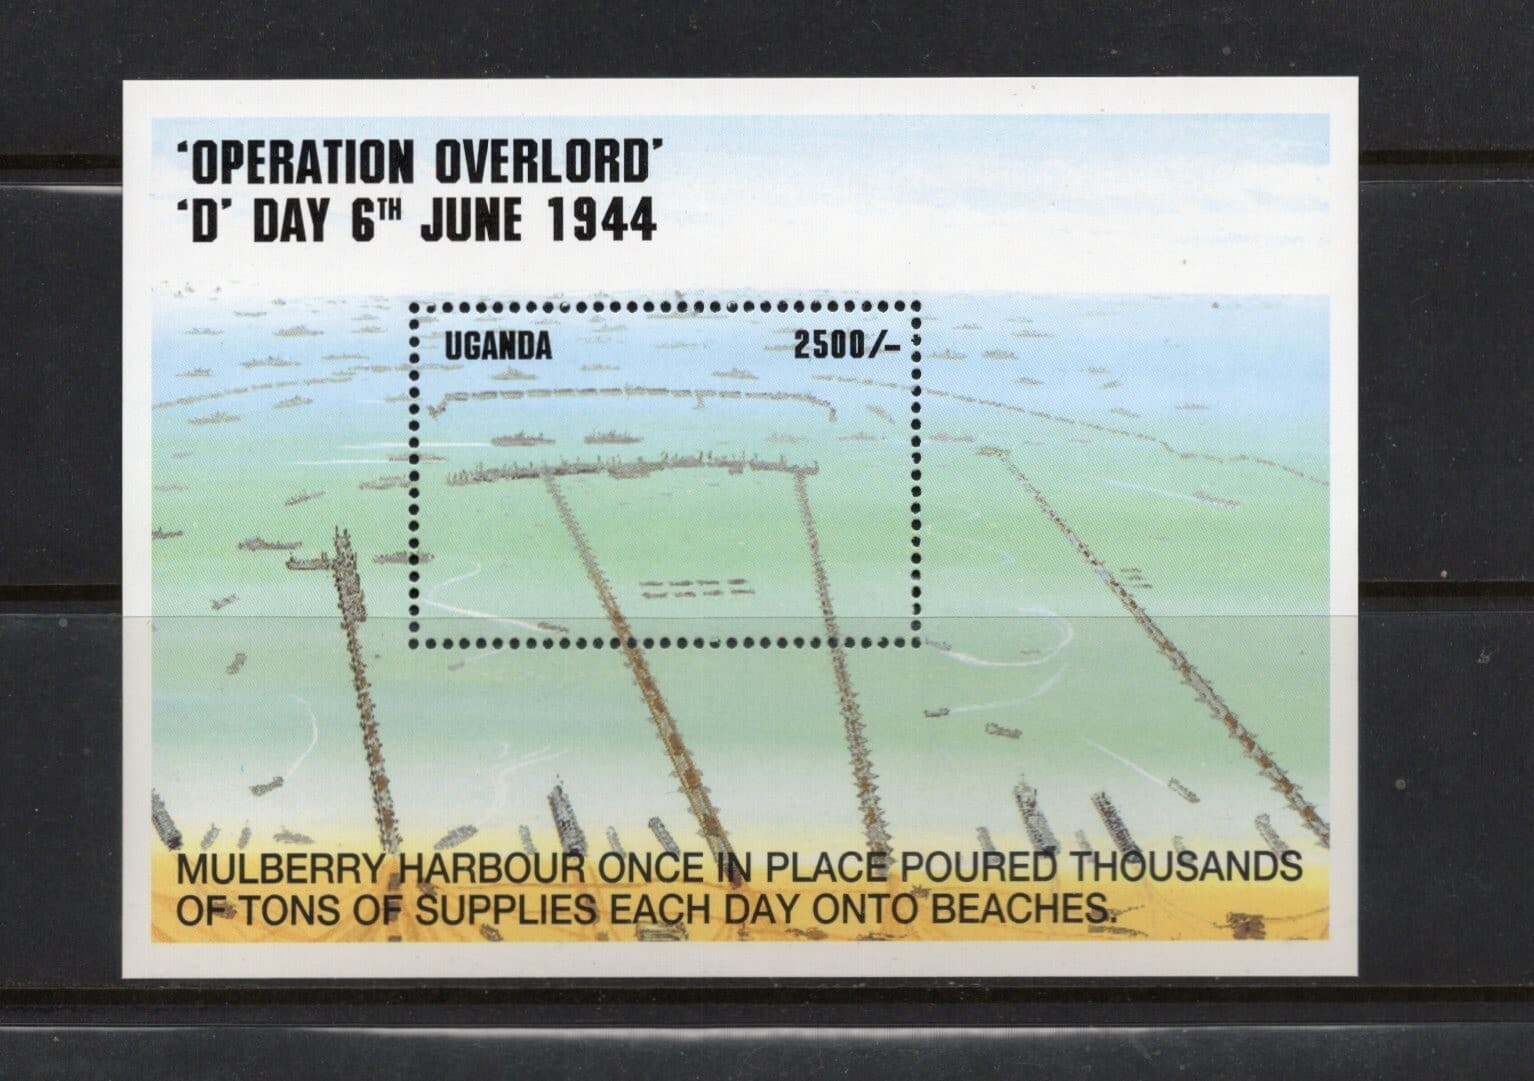 ‘OPERATION OVERLORD’
‘D’ DAY 6TH JUNE 1944
UGANDA 2500/-
MULBERRY HARBOUR ONCE IN PLACE POURED THOUSANDS
OF TONS OF SUPPLIES EACH DAY ONTO BEACHES.